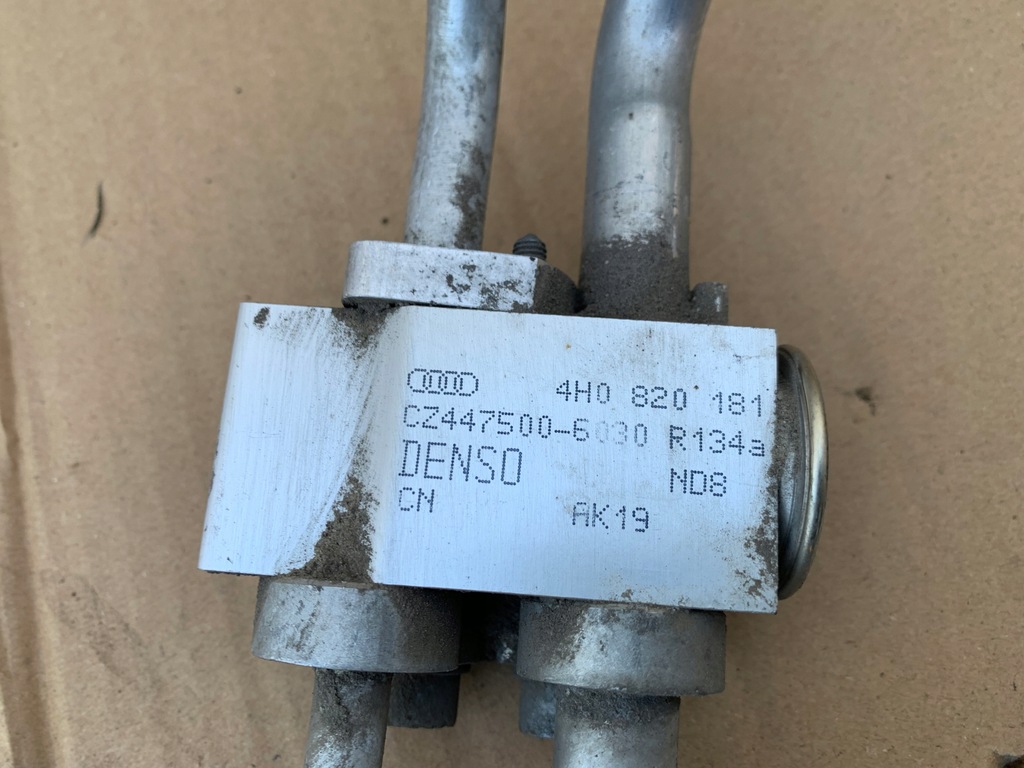 4H0 820 181
CZ447500-6030 R134a
DENSO ND8
CN AK19